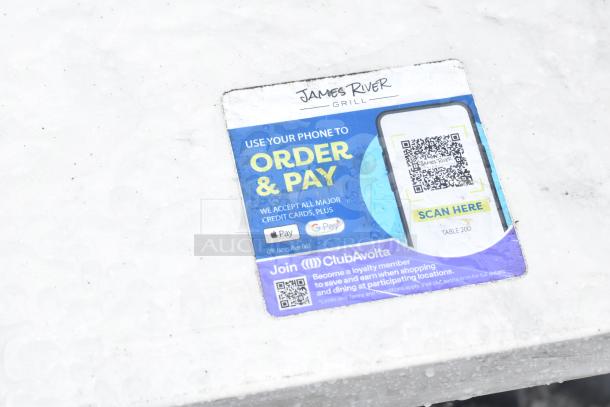 JAMES RIVER
GRILL
USE YOUR PHONE TO
ORDER
& PAY
WE ACCEPT ALL MAJOR
CREDIT CARDS, PLUS
Pay
G Pay
JAMES RIVER
SCAN HERE
TABLE 200
Join ClubAvolta
Become a loyalty member
to save and earn when shopping
and dining at participating locations.